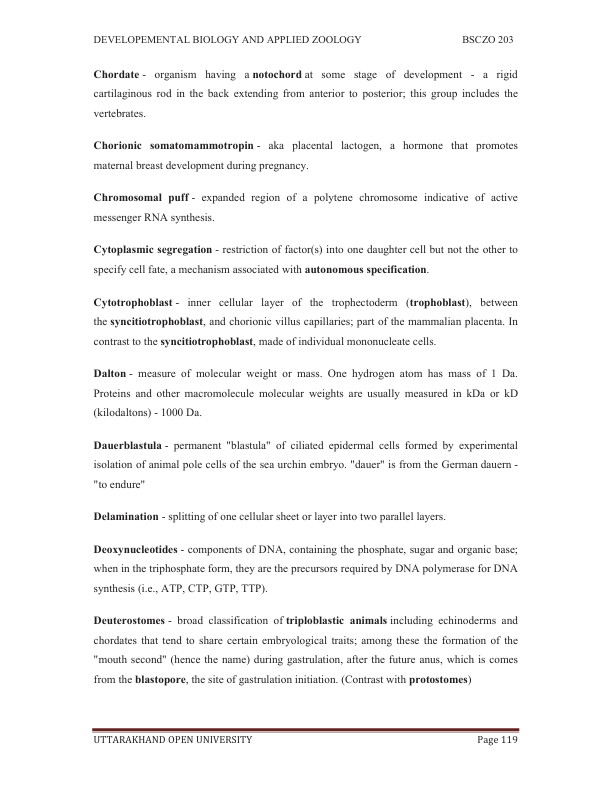 DEVELOPEMENTAL BIOLOGY AND APPLIED ZOOLOGY BSCZO 203
Chordate - organism having a notochord at some stage of development - a rigid
cartilaginous rod in the back extending from anterior to posterior; this group includes the
vertebrates.
Chorionic somatomammotropin - aka placental lactogen, a hormone that promotes
maternal breast development during pregnancy.
Chromosomal puff - expanded region of a polytene chromosome indicative of active
messenger RNA synthesis.
Cytoplasmic segregation - restriction of factor(s) into one daughter cell but not the other to
specify cell fate, a mechanism associated with autonomous specification.
Cytotrophoblast - inner cellular layer of the trophectoderm (trophoblast), between
the syncitiotrophoblast, and chorionic villus capillaries; part of the mammalian placenta. In
contrast to the syncitiotrophoblast, made of individual mononucleate cells.
Dalton - measure of molecular weight or mass. One hydrogen atom has mass of 1 Da.
Proteins and other macromolecule molecular weights are usually measured in kDa or kD
(kilodaltons) - 1000 Da.
Dauerblastula - permanent "blastula" of ciliated epidermal cells formed by experimental
isolation of animal pole cells of the sea urchin embryo. "dauer" is from the German dauern -
"to endure"
Delamination - splitting of one cellular sheet or layer into two parallel layers.
Deoxynucleotides - components of DNA, containing the phosphate, sugar and organic base;
when in the triphosphate form, they are the precursors required by DNA polymerase for DNA
synthesis (i.e., ATP, CTP, GTP, TTP).
Deuterostomes - broad classification of triploblastic animals including echinoderms and
chordates that tend to share certain embryological traits; among these the formation of the
"mouth second" (hence the name) during gastrulation, after the future anus, which is comes
from the blastopore, the site of gastrulation initiation. (Contrast with protostomes)
UTTARAKHAND OPEN UNIVERSITY Page 119